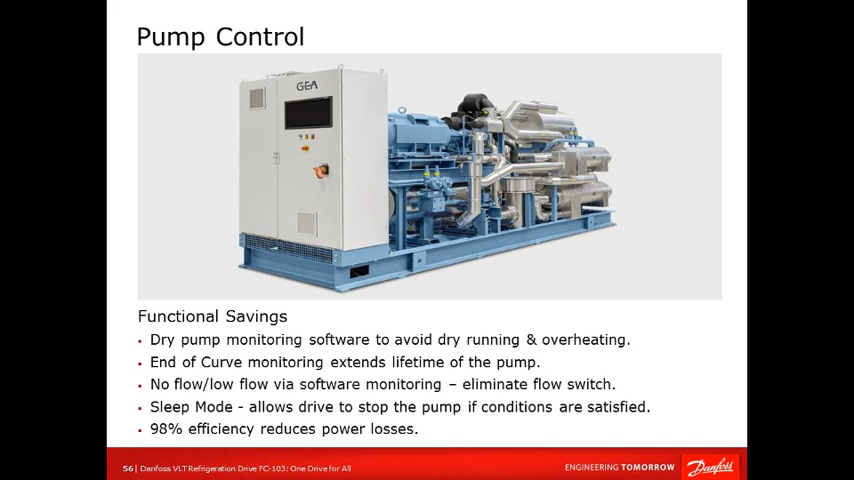 Pump Control
GEA
Functional Savings
▪ Dry pump monitoring software to avoid dry running & overheating.
▪ End of Curve monitoring extends lifetime of the pump.
▪ No flow/low flow via software monitoring – eliminate flow switch.
▪ Sleep Mode - allows drive to stop the pump if conditions are satisfied.
▪ 98% efficiency reduces power losses.
56 | Danfoss VLT Refrigeration Drive FC-103: One Drive for All
ENGINEERING TOMORROW
Danfoss